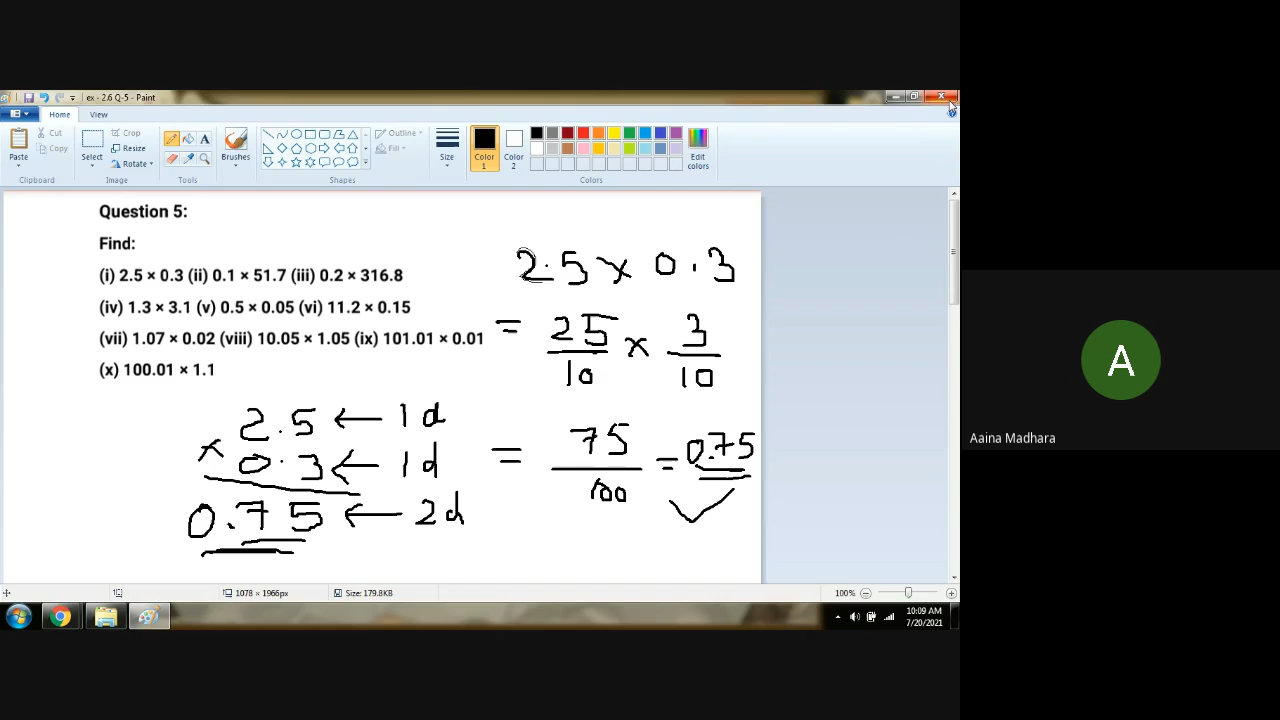 ex - 2.6 Q-5 - Paint
Home View
Paste
Cut
Copy
Clipboard
Select
Crop
Resize
Rotate
Image
A
Tools
Brushes
Outline
Fill
Shapes
Size
Color
1
Color
2
Edit
colors
Colors
Question 5:
Find:
(i) 2.5 × 0.3 (ii) 0.1 × 51.7 (iii) 0.2 × 316.8
(iv) 1.3 × 3.1 (v) 0.5 × 0.05 (vi) 11.2 × 0.15
(vii) 1.07 × 0.02 (viii) 10.05 × 1.05 (ix) 101.01 × 0.01
(x) 100.01 × 1.1
2.5 × 0.3
= 25/10 × 3/10
= 75/100 = 0.75
2.5 ← 1d
× 0.3 ← 1d
0.75 ← 2d
1078 × 1966px
Size: 179.8KB
100%
10:09 AM
7/20/2021
A
Aaina Madhara